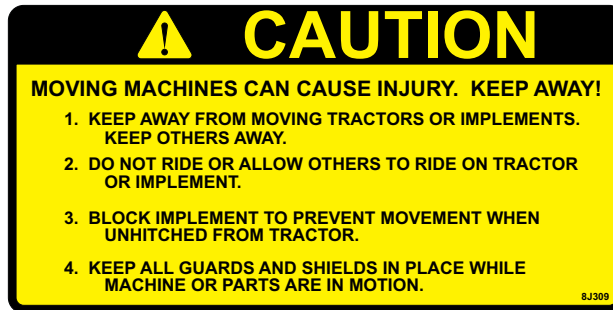 CAUTION
MOVING MACHINES CAN CAUSE INJURY. KEEP AWAY!
1. KEEP AWAY FROM MOVING TRACTORS OR IMPLEMENTS.
KEEP OTHERS AWAY.
2. DO NOT RIDE OR ALLOW OTHERS TO RIDE ON TRACTOR
OR IMPLEMENT.
3. BLOCK IMPLEMENT TO PREVENT MOVEMENT WHEN
UNHITCHED FROM TRACTOR.
4. KEEP ALL GUARDS AND SHIELDS IN PLACE WHILE
MACHINE OR PARTS ARE IN MOTION.
8J309